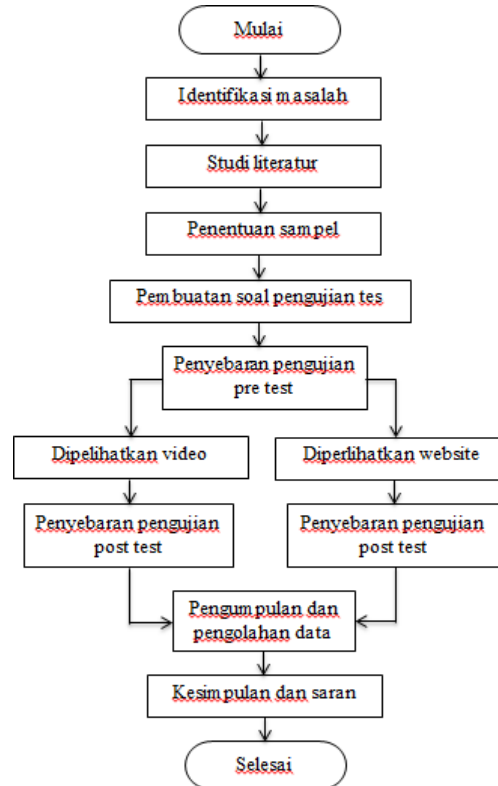 Mulai
Identifikasi masalah
Studi literatur
Penentuan sampel
Pembuatan soal pengujian tes
Penyebaran pengujian
pre test
Dipelihatkan video
Diperlihatkan website
Penyebaran pengujian
post test
Penyebaran pengujian
post test
Pengumpulan dan
pengolahan data
Kesimpulan dan saran
Selesai